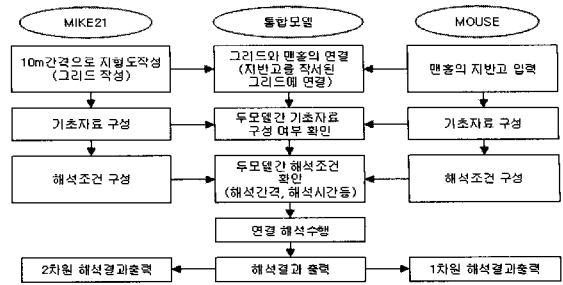 MIKE21
통합모델
MOUSE
10m간격으로 지형도작성
(그리드 작성)
그리드와 맨홀의 연결
(지반고를 작서된
그리드에 연결)
맨홀의 지반고 입력
기초자료 구성
두모델간 기초자료
구성 여부 확인
기초자료 구성
해석조건 구성
두모델간 해석조건
확인
(해석간격, 해석시간등)
해석조건 구성
연결 해석수행
2차원 해석결과출력
해석결과 출력
1차원 해석결과출력